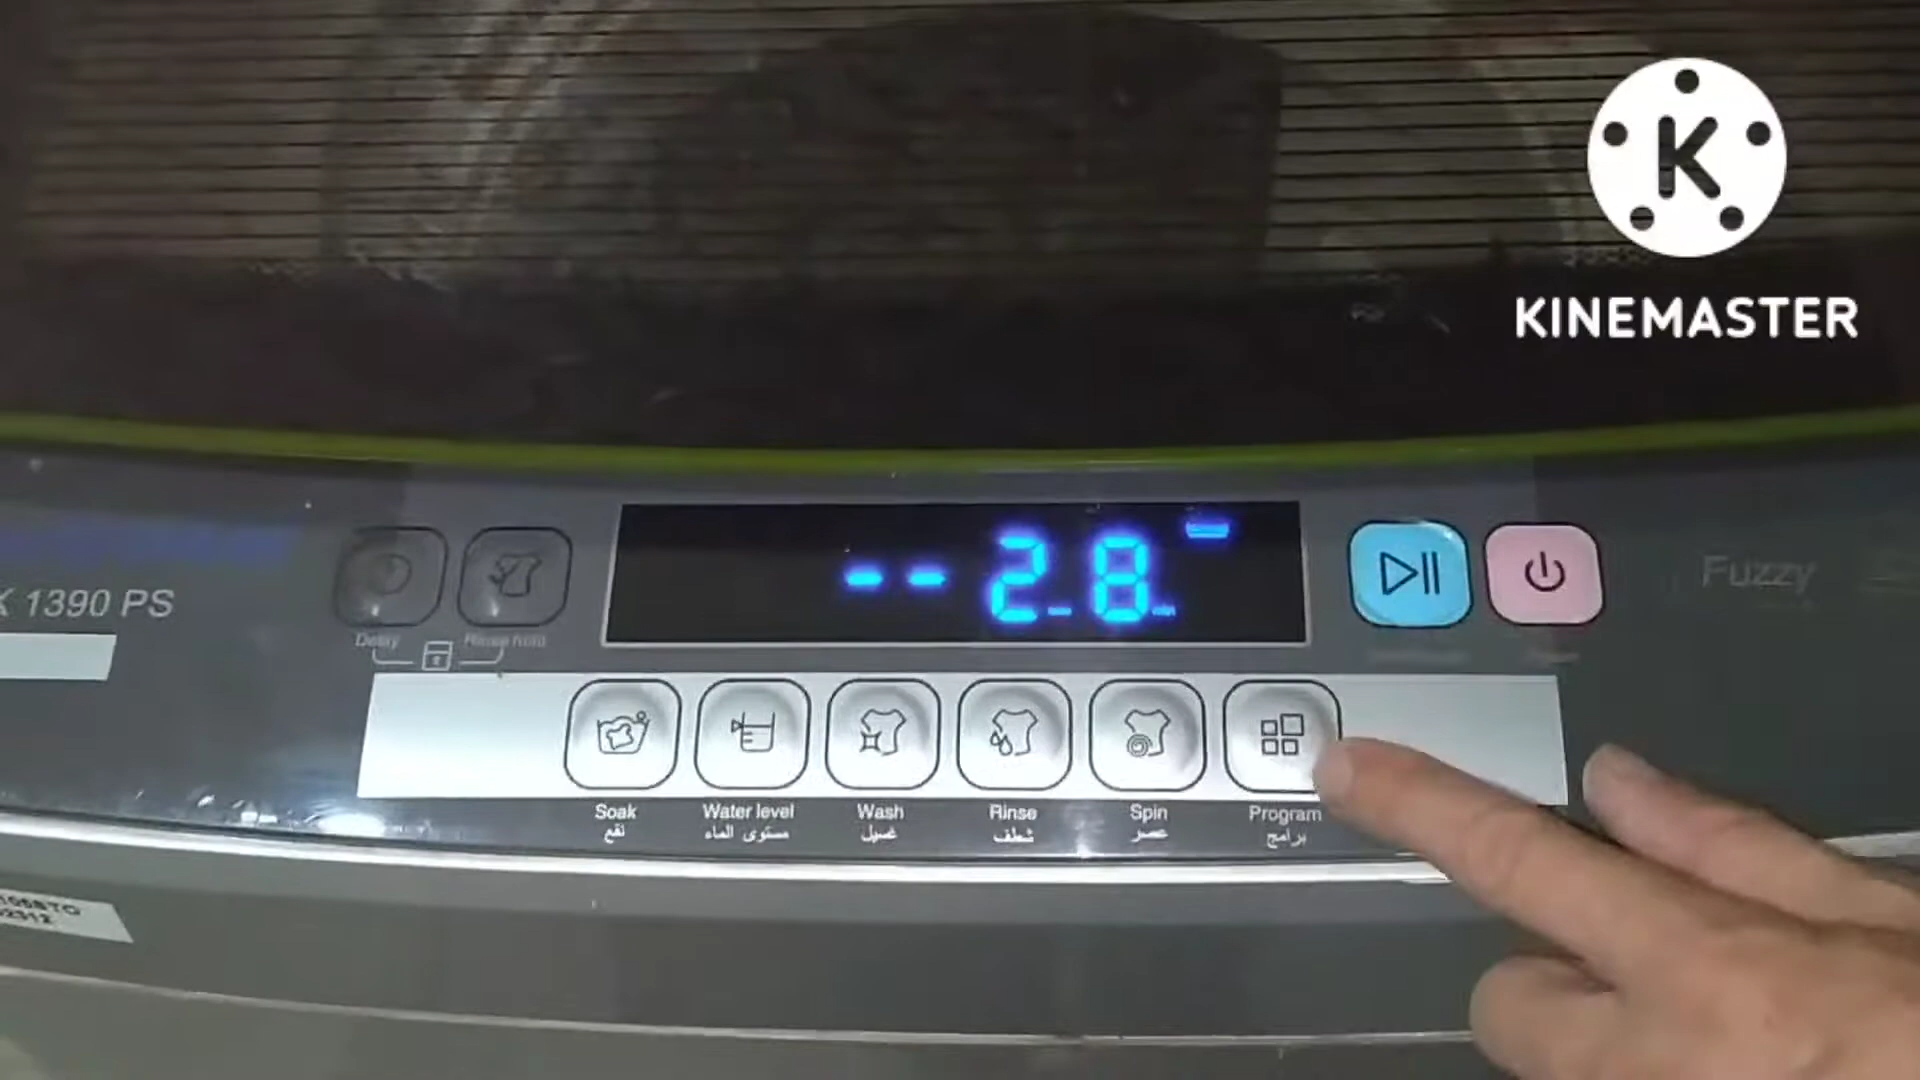 K
KINEMASTER
1390 PS
Delay
Rinse hold
--2.8
Fuzzy
Soak
Water level
Wash
Rinse
Spin
Program
نقع
مستوى الماء
غسيل
شطف
عصر
برامج